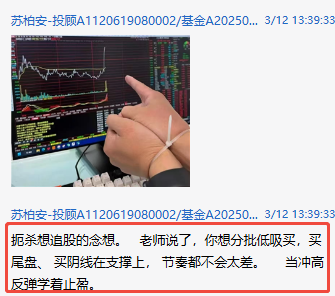 苏柏安-投顾A1120619080002/基金A20250... 3/12 13:39:33
苏柏安-投顾A1120619080002/基金A20250... 3/12 13:39:33
扼杀想追股的念想。 老师说了，你想分批低吸买，买
尾盘、 买阴线在支撑上， 节奏都不会太差。 当冲高
反弹学着止盈。